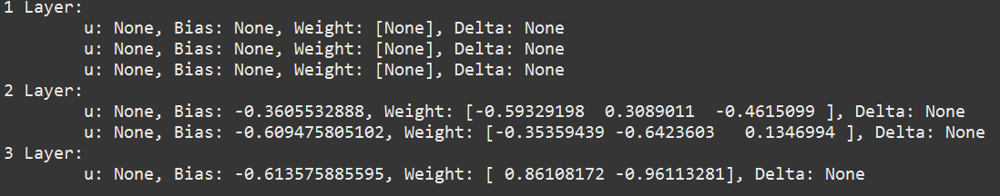 1 Layer:
u: None, Bias: None, Weight: [None], Delta: None
u: None, Bias: None, Weight: [None], Delta: None
u: None, Bias: None, Weight: [None], Delta: None
2 Layer:
u: None, Bias: -0.3605532888, Weight: [-0.59329198  0.3089011  -0.4615099 ], Delta: None
u: None, Bias: -0.609475805102, Weight: [-0.35359439 -0.6423603   0.1346994 ], Delta: None
3 Layer:
u: None, Bias: -0.613575885595, Weight: [ 0.86108172 -0.96113281], Delta: None